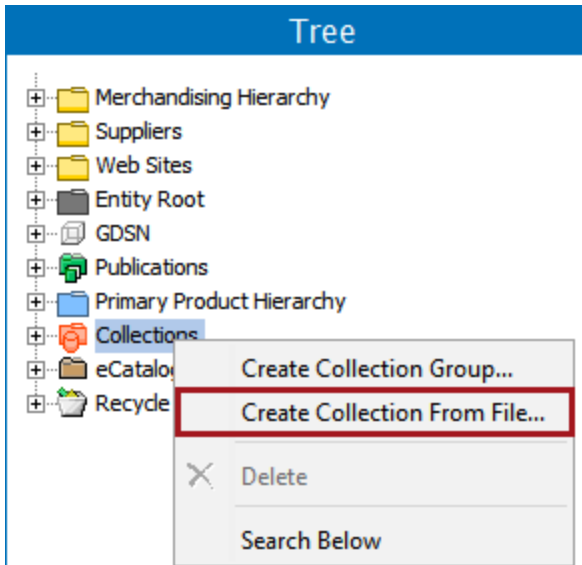 Tree
Merchandising Hierarchy
Suppliers
Web Sites
Entity Root
GDSN
Publications
Primary Product Hierarchy
Collections
Create Collection Group...
Recycle
Create Collection From File...
Delete
Search Below